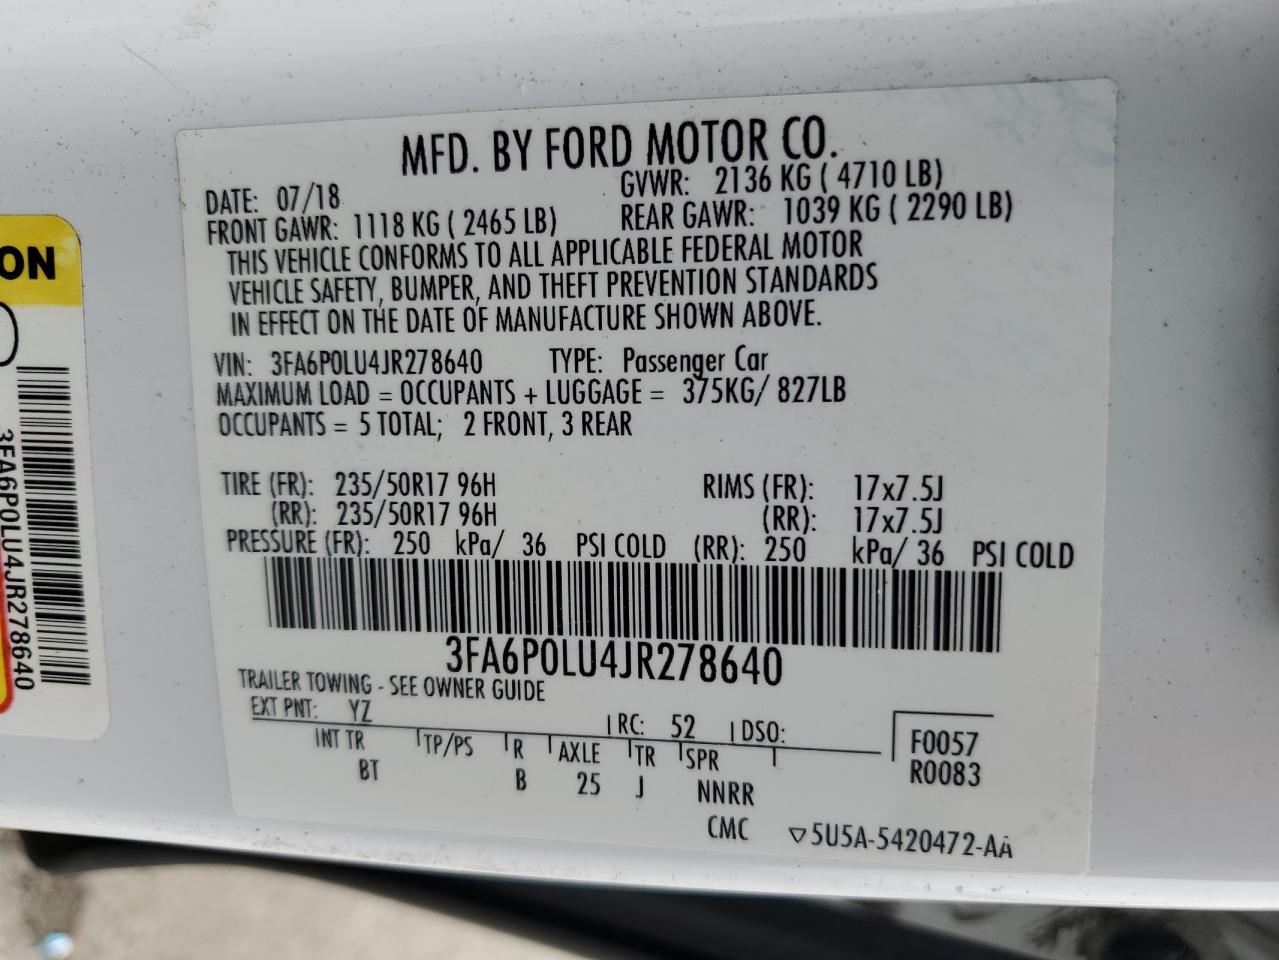 MFD. BY FORD MOTOR CO.
DATE: 07/18 GVWR: 2136 KG ( 4710 LB)
FRONT GAWR: 1118 KG ( 2465 LB) REAR GAWR: 1039 KG ( 2290 LB)
THIS VEHICLE CONFORMS TO ALL APPLICABLE FEDERAL MOTOR
VEHICLE SAFETY, BUMPER, AND THEFT PREVENTION STANDARDS
IN EFFECT ON THE DATE OF MANUFACTURE SHOWN ABOVE.
VIN: 3FA6P0LU4JR278640 TYPE: Passenger Car
MAXIMUM LOAD = OCCUPANTS + LUGGAGE = 375KG/ 827LB
OCCUPANTS = 5 TOTAL; 2 FRONT, 3 REAR
TIRE (FR): 235/50R17 96H RIMS (FR): 17x7.5J
(RR): 235/50R17 96H (RR): 17x7.5J
PRESSURE (FR): 250 kPa/ 36 PSI COLD (RR): 250 kPa/ 36 PSI COLD
3FA6P0LU4JR278640
TRAILER TOWING - SEE OWNER GUIDE
EXT PNT: YZ RC: 52 DSO:
INT TR TP/PS R AXLE TR SPR
BT B 25 J NNRR
F0057
R0083
CMC ▽5U5A-5420472-AA
ON
3FA6P0LU4JR278640